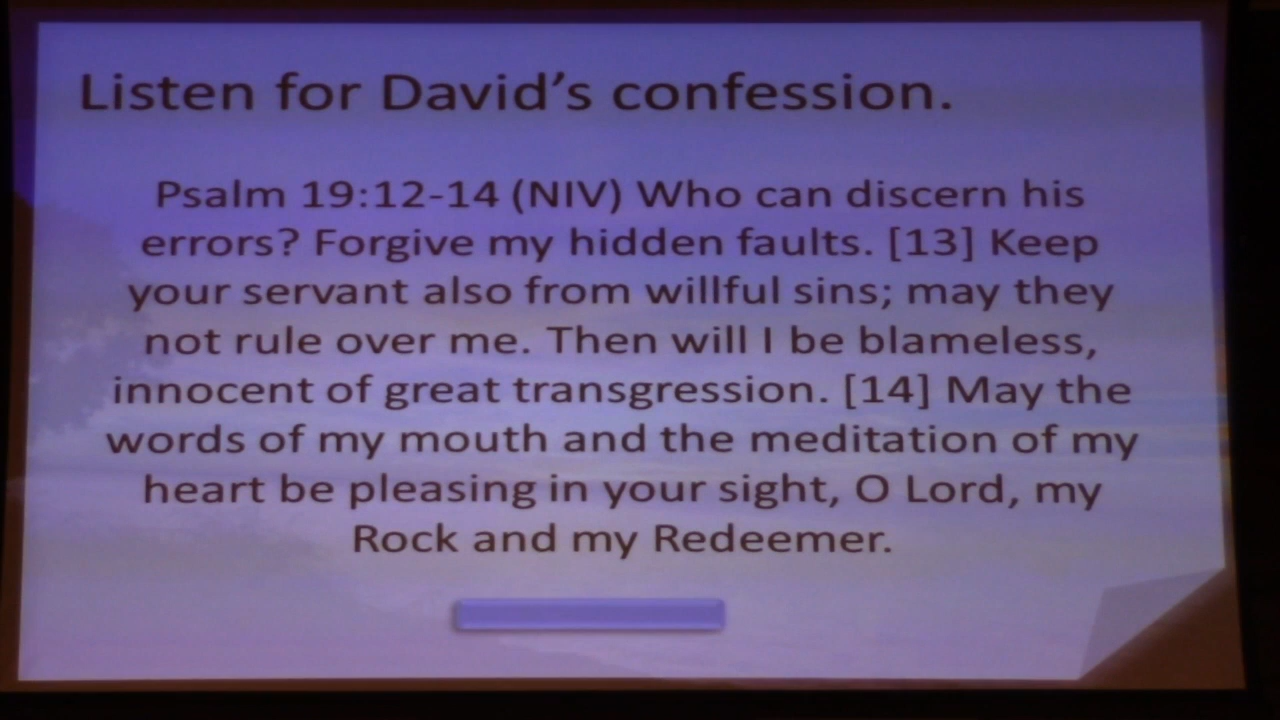 Listen for David’s confession.
Psalm 19:12-14 (NIV) Who can discern his
errors? Forgive my hidden faults. [13] Keep
your servant also from willful sins; may they
not rule over me. Then will I be blameless,
innocent of great transgression. [14] May the
words of my mouth and the meditation of my
heart be pleasing in your sight, O Lord, my
Rock and my Redeemer.